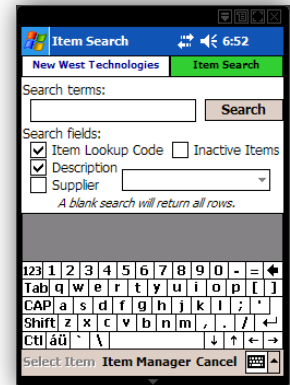 Item Search 6:52
New West Technologies Item Search
Search terms:
Search
Search fields:
Item Lookup Code Inactive Items
Description
Supplier
A blank search will return all rows.
123 1 2 3 4 5 6 7 8 9 0 - =
Tab q w e r t y u i o p [ ]
CAP a s d f g h j k l ; '
Shift z x c v b n m , . /
Ctl áü ` \
Select Item Item Manager Cancel